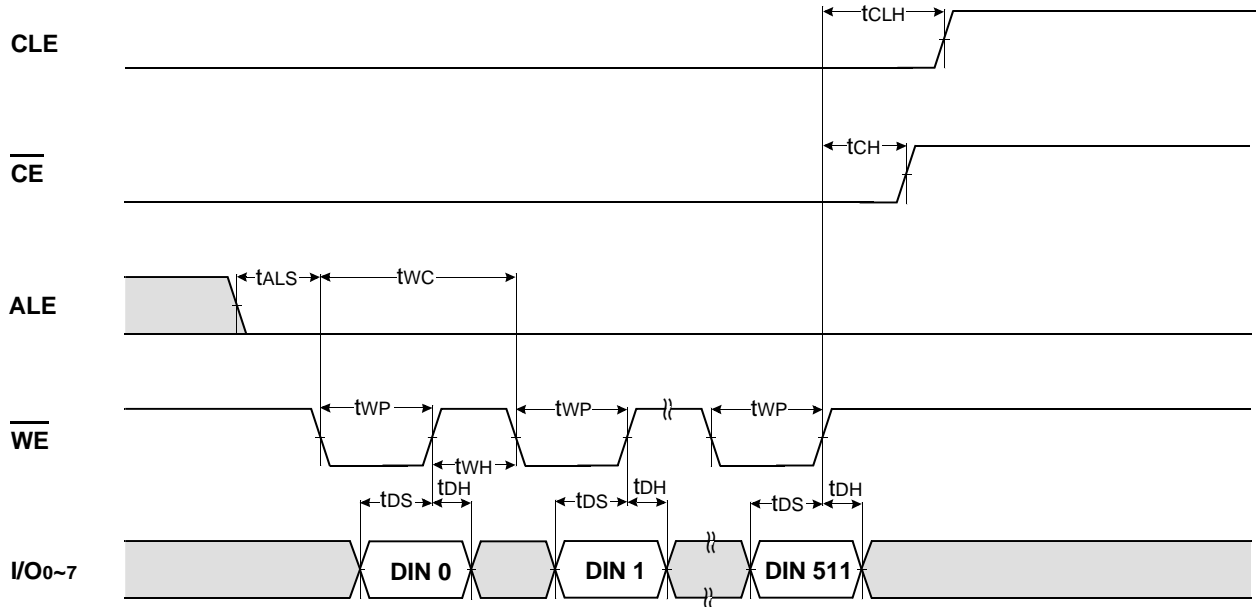 tCLH
CLE
tCH
CE
tALS
tWC
ALE
tWP
tWP
tWP
WE
tWH
tDS
tDH
tDS
tDH
tDS
tDH
I/O0~7
DIN 0
DIN 1
DIN 511